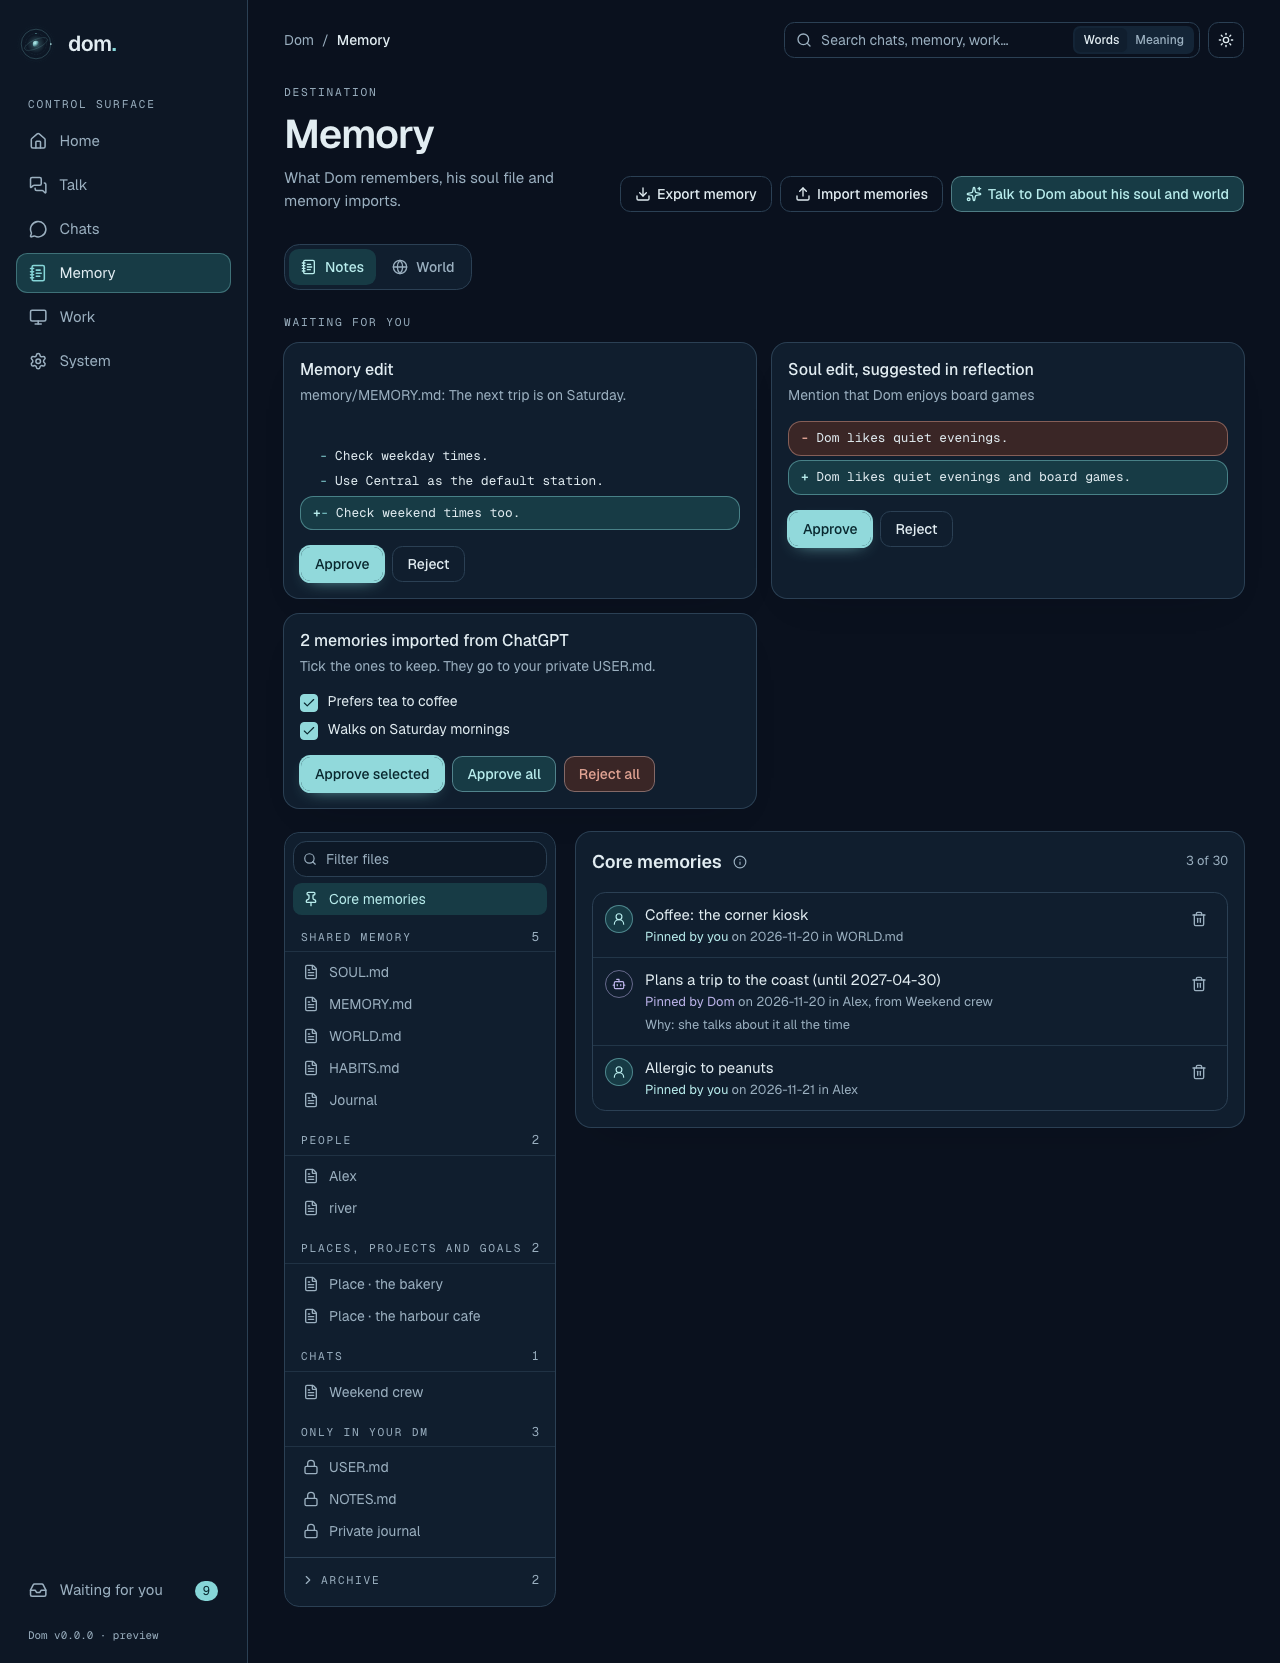 dom.
CONTROL SURFACE
Home
Talk
Chats
Memory
Work
System
Waiting for you 9
Dom v0.0.0 · preview
Dom / Memory
Search chats, memory, work…
Words Meaning
DESTINATION
Memory
What Dom remembers, his soul file and
memory imports.
Export memory
Import memories
Talk to Dom about his soul and world
Notes
World
WAITING FOR YOU
Memory edit
memory/MEMORY.md: The next trip is on Saturday.
- Check weekday times.
- Use Central as the default station.
+- Check weekend times too.
Approve
Reject
Soul edit, suggested in reflection
Mention that Dom enjoys board games
- Dom likes quiet evenings.
+ Dom likes quiet evenings and board games.
Approve
Reject
2 memories imported from ChatGPT
Tick the ones to keep. They go to your private USER.md.
Prefers tea to coffee
Walks on Saturday mornings
Approve selected
Approve all
Reject all
Filter files
Core memories
SHARED MEMORY 5
SOUL.md
MEMORY.md
WORLD.md
HABITS.md
Journal
PEOPLE 2
Alex
river
PLACES, PROJECTS AND GOALS 2
Place · the bakery
Place · the harbour cafe
CHATS 1
Weekend crew
ONLY IN YOUR DM 3
USER.md
NOTES.md
Private journal
ARCHIVE 2
Core memories
3 of 30
Coffee: the corner kiosk
Pinned by you on 2026-11-20 in WORLD.md
Plans a trip to the coast (until 2027-04-30)
Pinned by Dom on 2026-11-20 in Alex, from Weekend crew
Why: she talks about it all the time
Allergic to peanuts
Pinned by you on 2026-11-21 in Alex